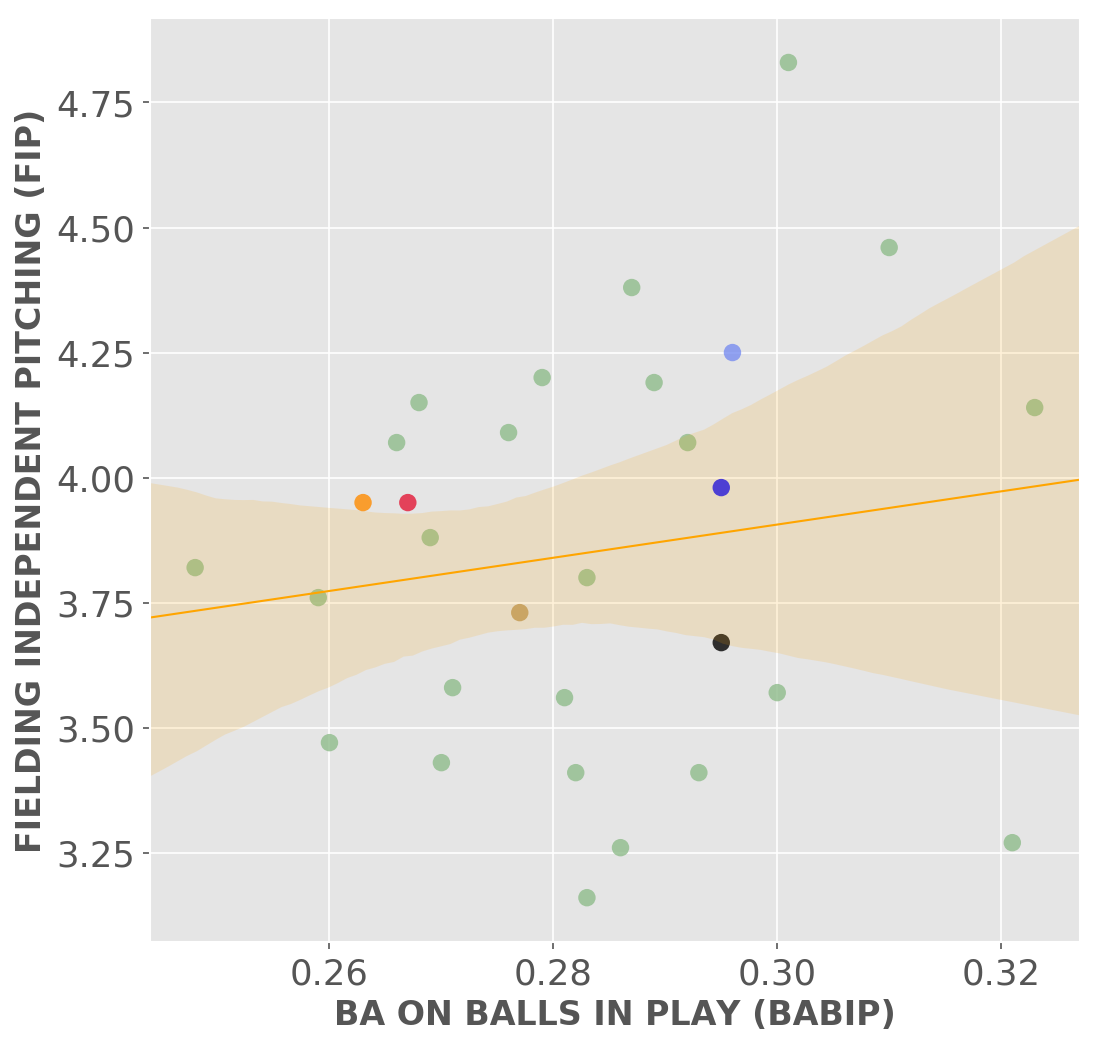 FIELDING INDEPENDENT PITCHING (FIP)
4.75
4.50
4.25
4.00
3.75
3.50
3.25
0.26 0.28 0.30 0.32
BA ON BALLS IN PLAY (BABIP)